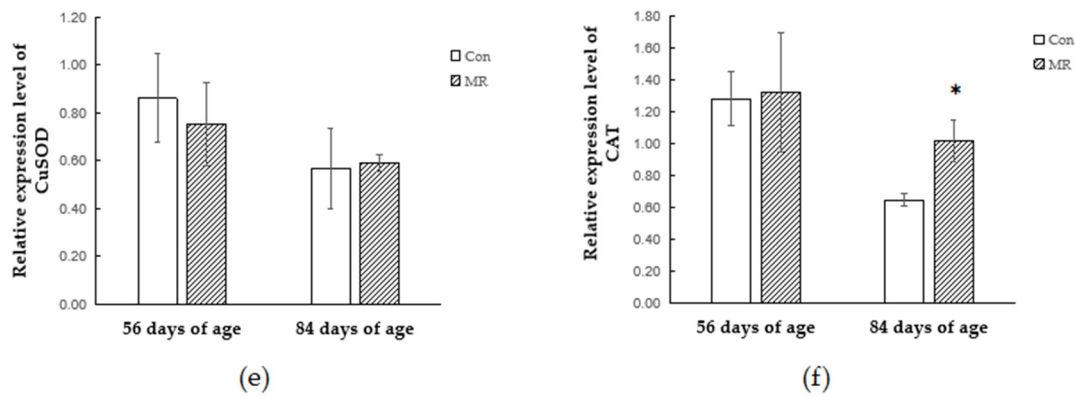 Relative expression level of
CuSOD
1.20
1.00
0.80
0.60
0.40
0.20
0.00
56 days of age
84 days of age
Con
MR
(e)
Relative expression level of
CAT
1.80
1.60
1.40
1.20
1.00
0.80
0.60
0.40
0.20
0.00
*
56 days of age
84 days of age
Con
MR
(f)